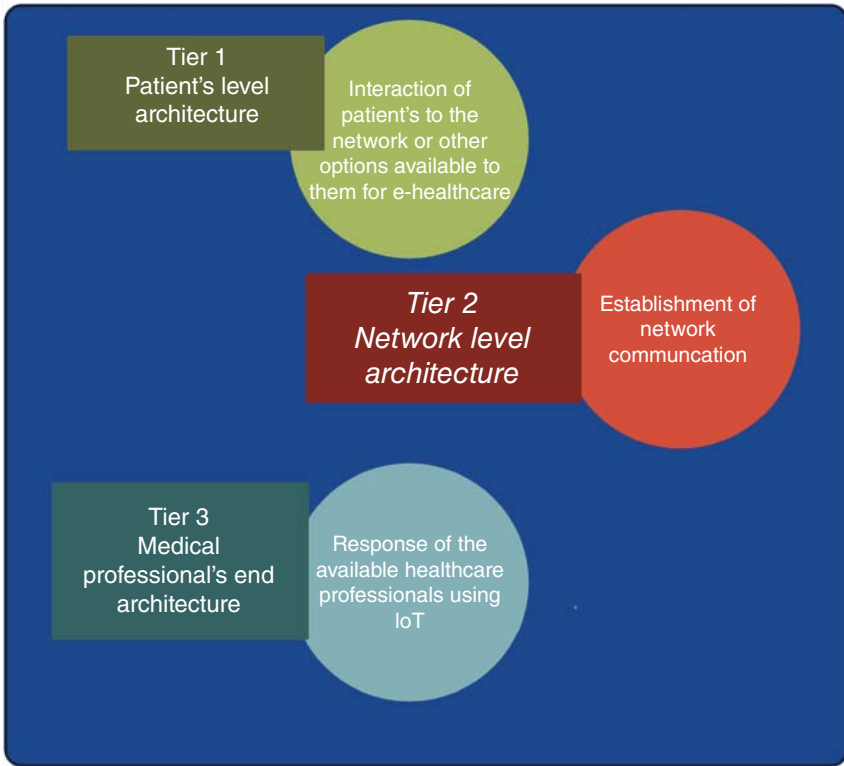 Tier 1
Patient's level
architecture
Interaction of
patient's to the
network or other
options available to
them for e-healthcare
Tier 2
Network level
architecture
Establishment of
network
communcation
Tier 3
Medical
professional's end
architecture
Response of the
available healthcare
professionals using
IoT